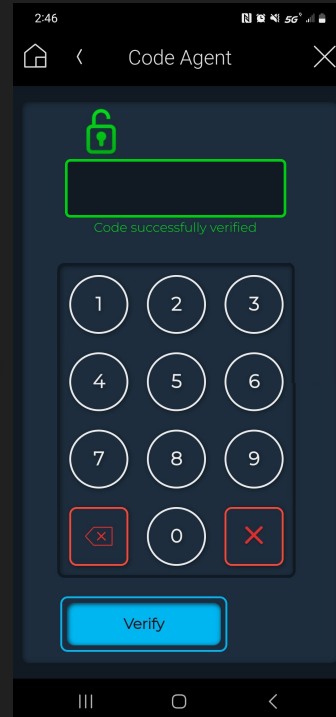 2:46 5G
Code Agent
Code successfully verified
1 2 3
4 5 6
7 8 9
0
Verify